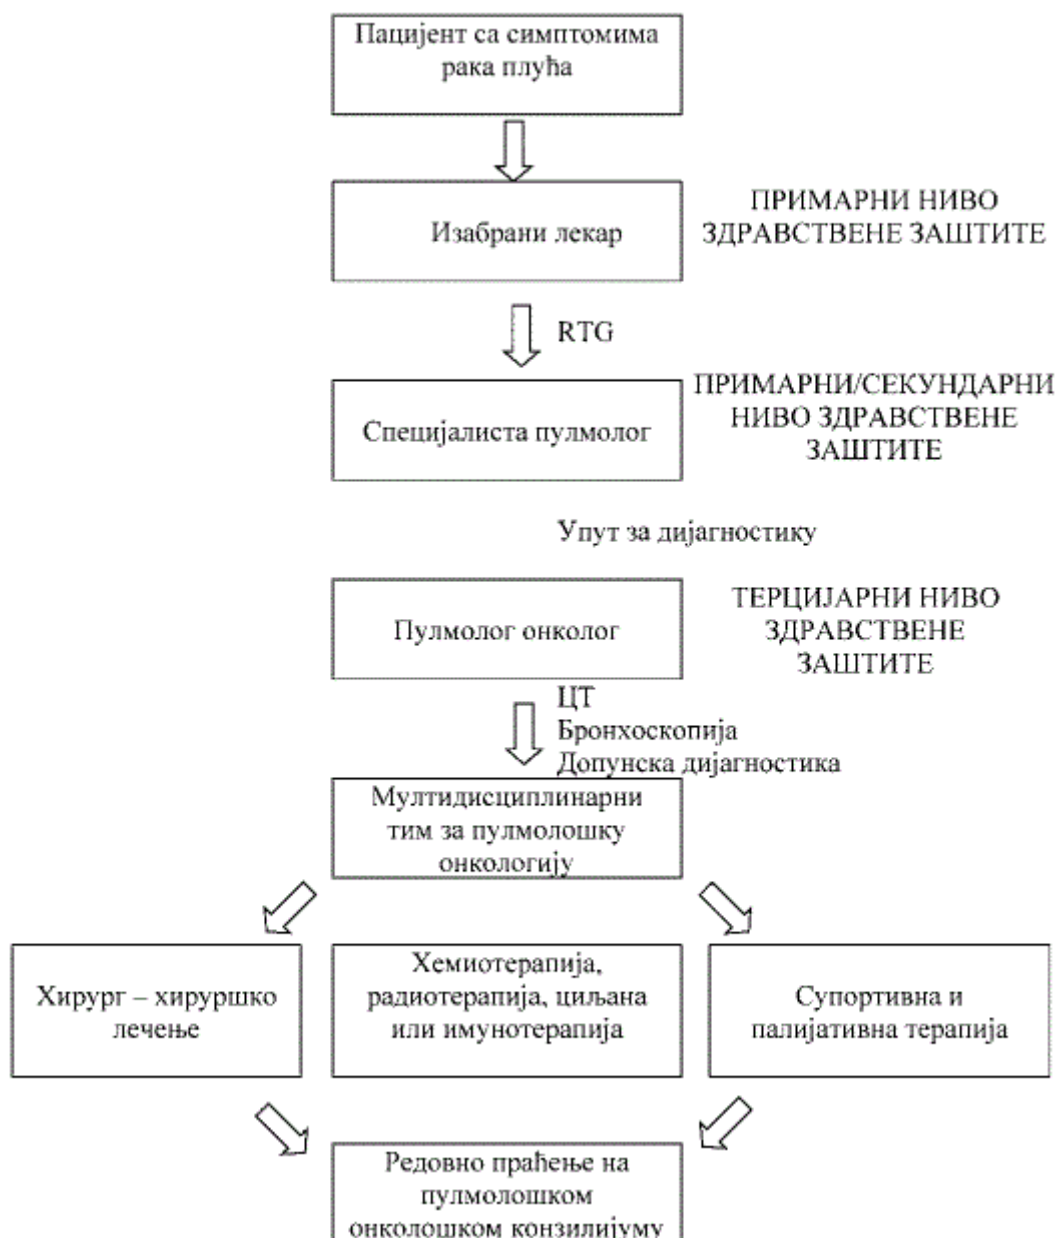 Пацијент са симптомима
рака плућа
Изабрани лекар
ПРИМАРНИ НИВО
ЗДРАВСТВЕНЕ ЗАШТИТЕ
RTG
Специјалиста пулмолог
ПРИМАРНИ/СЕКУНДАРНИ
НИВО ЗДРАВСТВЕНЕ
ЗАШТИТЕ
Упут за дијагностику
Пулмолог онколог
ТЕРЦИЈАРНИ НИВО
ЗДРАВСТВЕНЕ
ЗАШТИТЕ
ЦТ
Бронхоскопија
Допунска дијагностика
Мултидисциплинарни
тим за пулмолошку
онкологију
Хирург – хируршко
лечење
Хемиотерапија,
радиотерапија, циљана
или имунотерапија
Супортивна и
палијативна терапија
Редовно праћење на
пулмолошком
онколошком конзилијуму